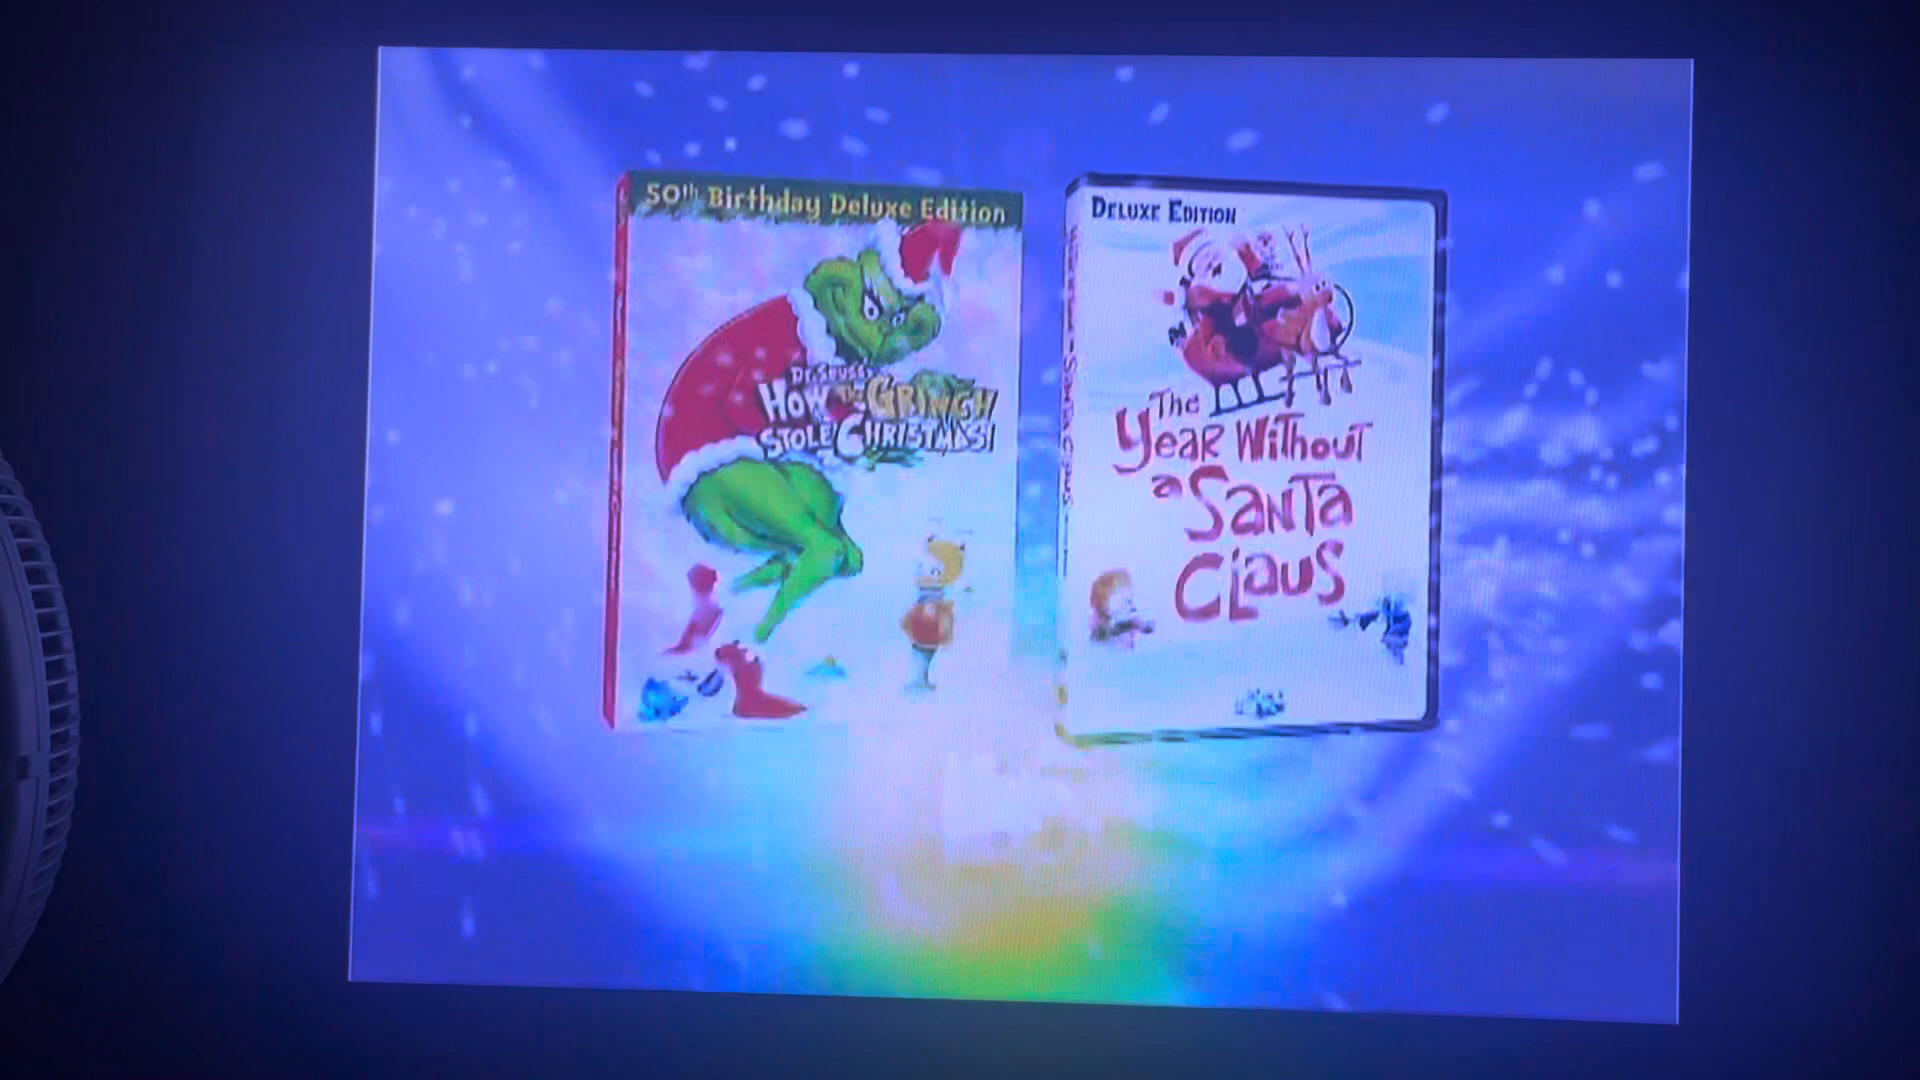 50th Birthday Deluxe Edition
Dr. Seuss's
HOW THE GRINCH
STOLE CHRISTMAS!
DELUXE EDITION
The
Year Without
a Santa
Claus